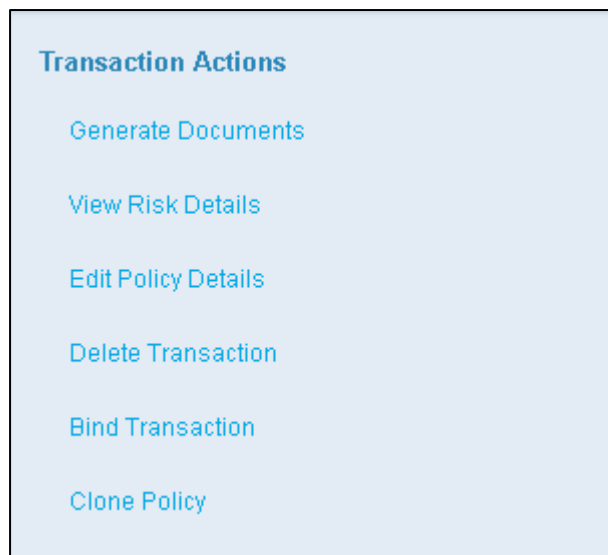 Transaction Actions
Generate Documents
View Risk Details
Edit Policy Details
Delete Transaction
Bind Transaction
Clone Policy